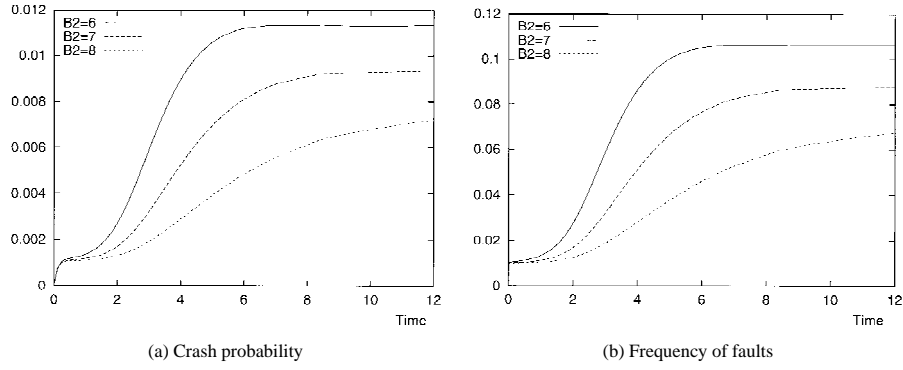 0.012
0.01
0.008
0.006
0.004
0.002
0
B2=6
B2=7
B2=8
0 2 4 6 8 10 12
Time
(a) Crash probability
0.12
0.1
0.08
0.06
0.04
0.02
0
B2=6
B2=7
B2=8
0 2 4 6 8 10 12
Time
(b) Frequency of faults